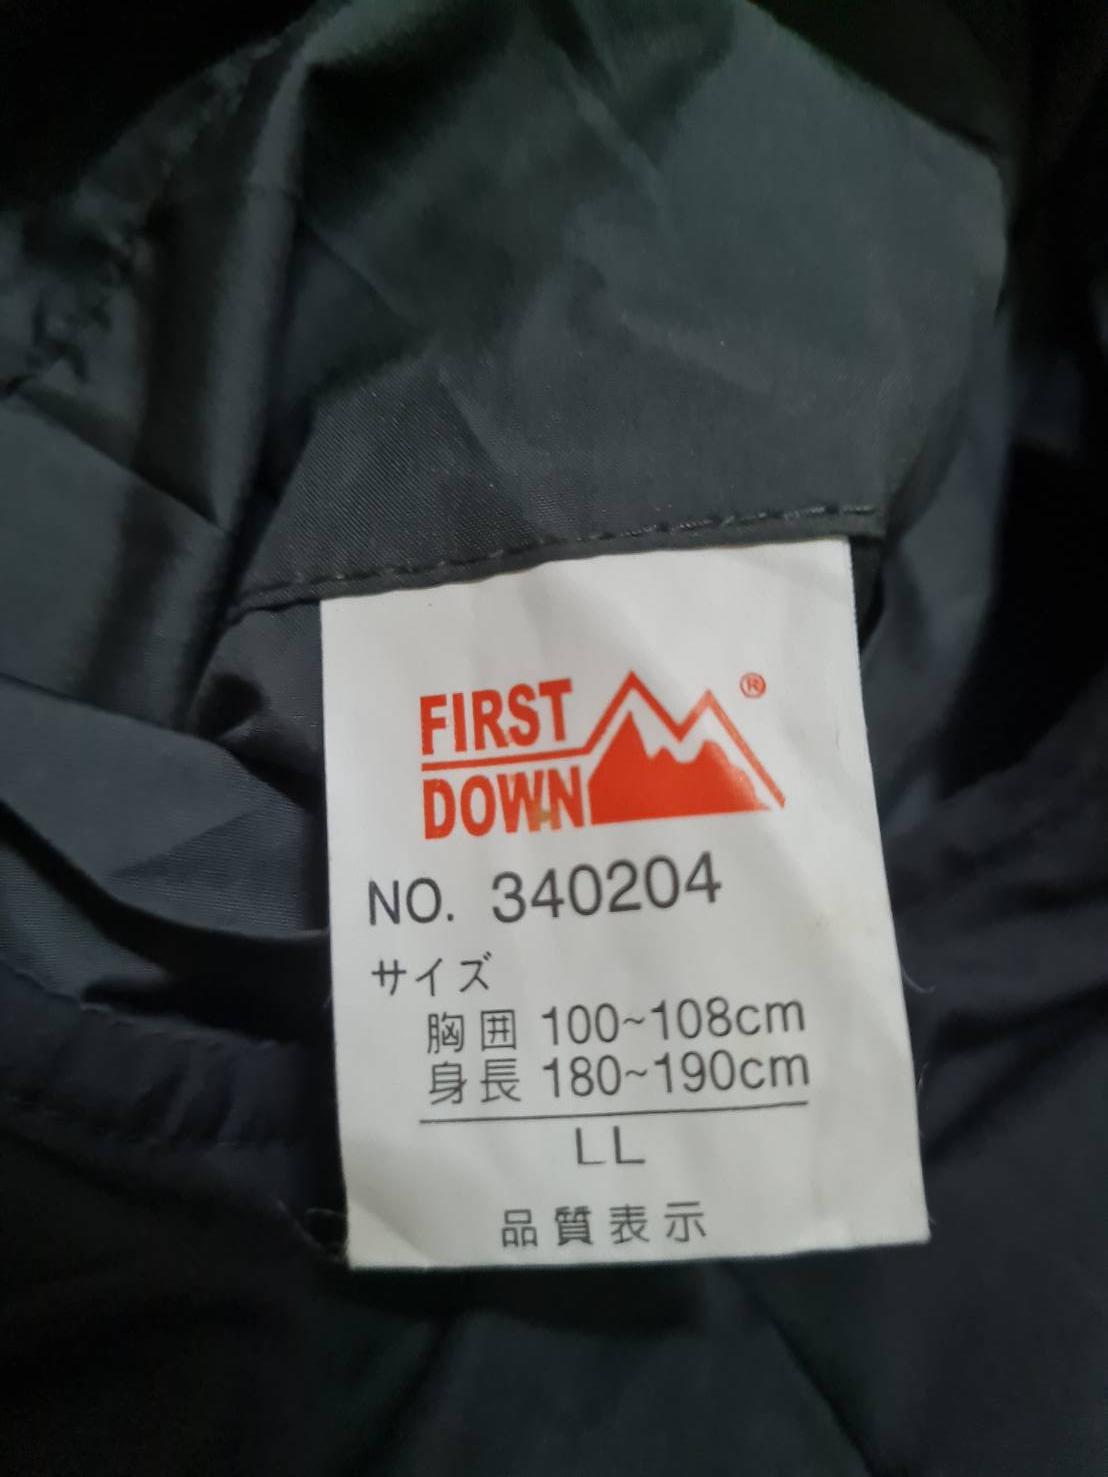 FIRST
DOWN
®
NO. 340204
サイズ
胸囲 100~108cm
身長 180~190cm
LL
品質表示